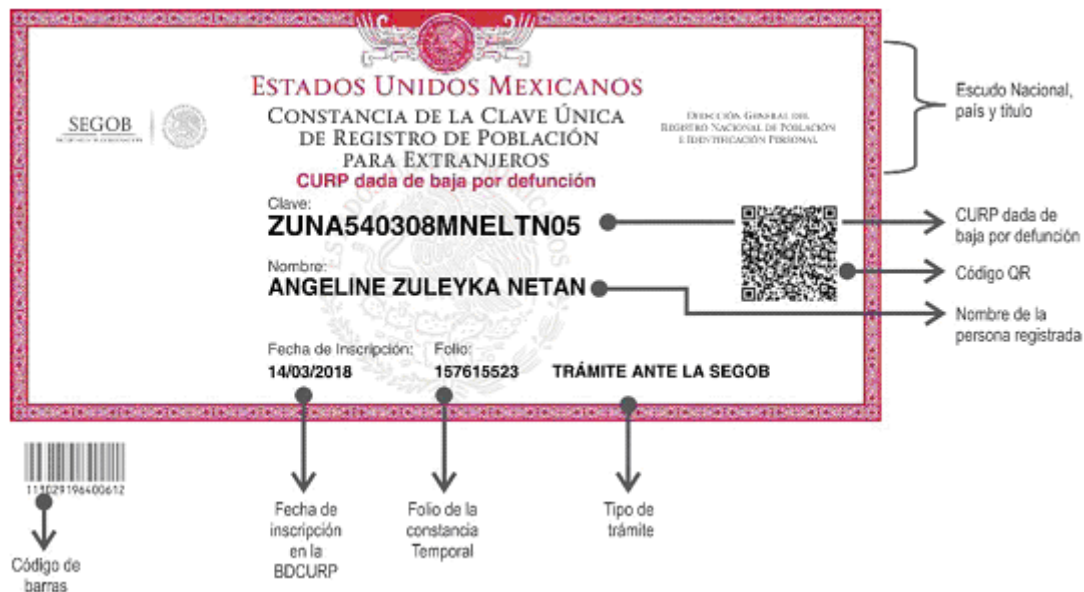 ESTADOS UNIDOS MEXICANOS
SEGOB
CONSTANCIA DE LA CLAVE ÚNICA
DE REGISTRO DE POBLACIÓN
PARA EXTRANJEROS
DIRECCIÓN GENERAL DEL
REGISTRO NACIONAL DE POBLACIÓN
E IDENTIFICACIÓN PERSONAL
CURP dada de baja por defunción
Clave:
ZUNA540308MNELTN05
Nombre:
ANGELINE ZULEYKA NETAN
Fecha de Inscripción: Folio:
14/03/2018 157615523 TRÁMITE ANTE LA SEGOB
Escudo Nacional,
país y título
CURP dada de
baja por defunción
Código QR
Nombre de la
persona registrada
113029196400612
Código de
barras
Fecha de
inscripción
en la
BDCURP
Folio de la
constancia
Temporal
Tipo de
trámite